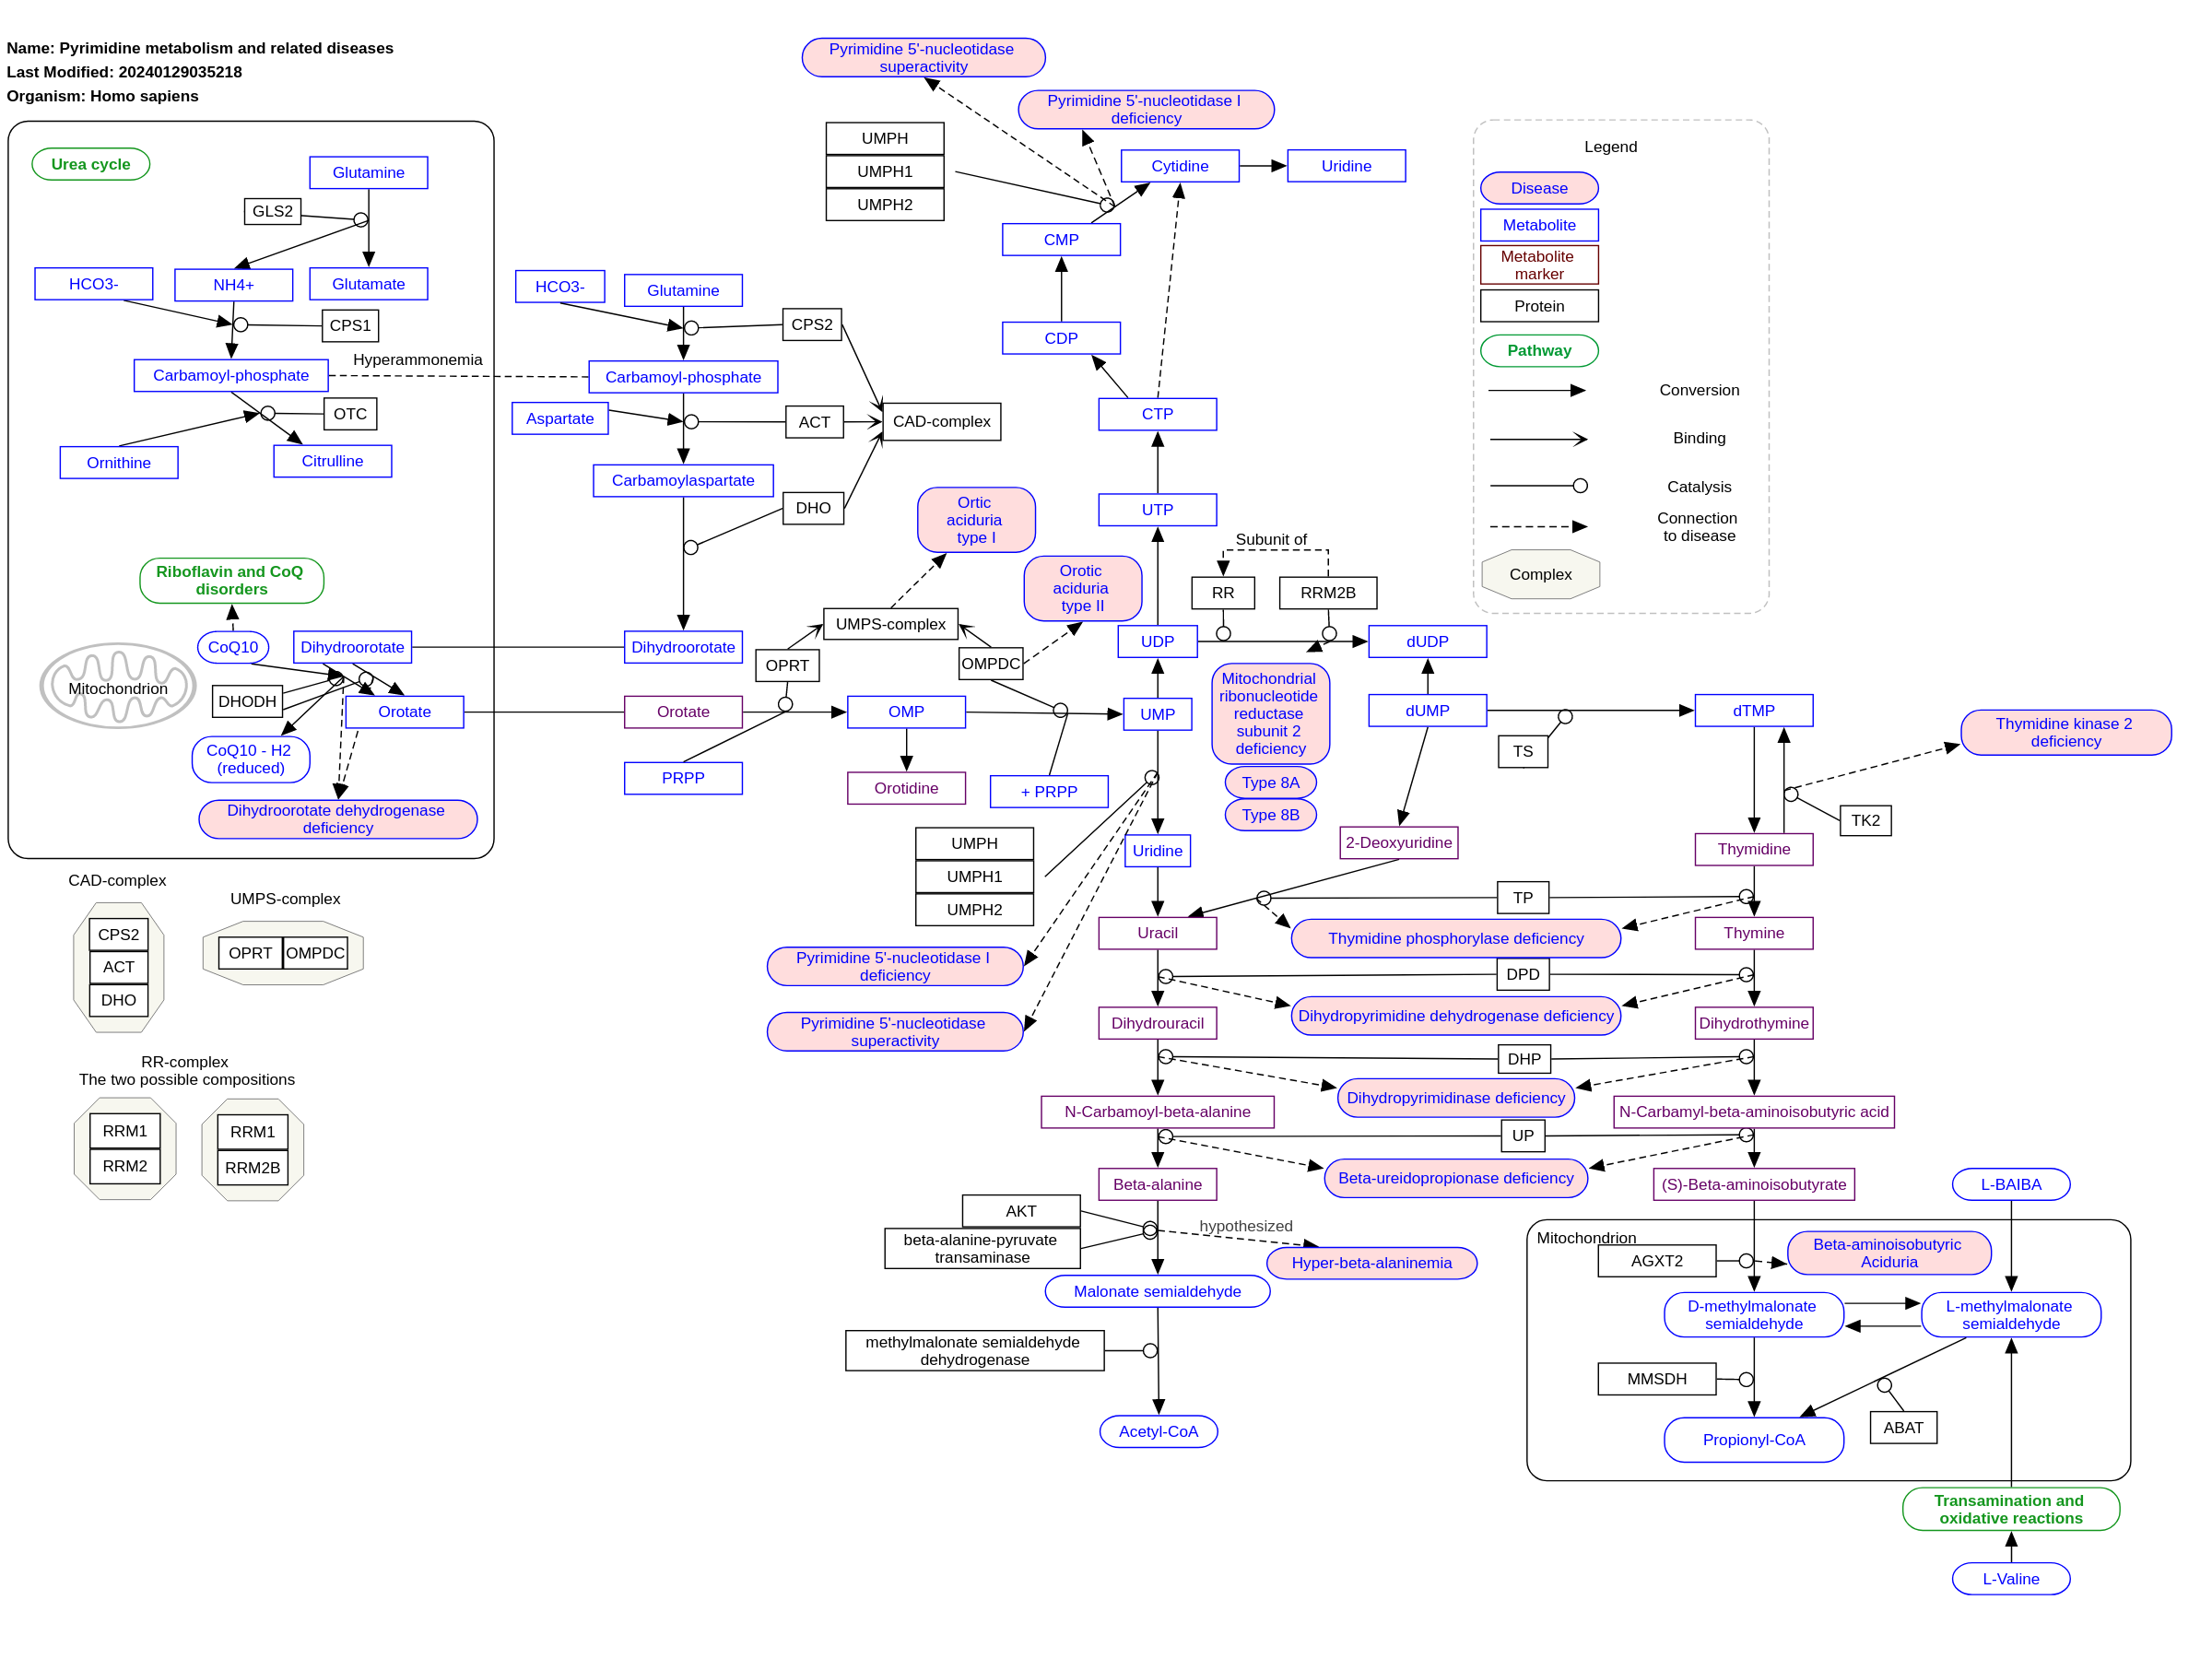 Name: Pyrimidine metabolism and related diseases
Last Modified: 20240129035218
Organism: Homo sapiens
Urea cycle
Glutamine
GLS2
HCO3-
NH4+
Glutamate
CPS1
Carbamoyl-phosphate
Hyperammonemia
OTC
Ornithine
Citrulline
Riboflavin and CoQ
disorders
CoQ10
Dihydroorotate
Mitochondrion
DHODH
Orotate
CoQ10 - H2
(reduced)
Dihydroorotate dehydrogenase
deficiency
CAD-complex
CPS2
ACT
DHO
UMPS-complex
OPRT
OMPDC
RR-complex
The two possible compositions
RRM1
RRM2
RRM1
RRM2B
HCO3-
Glutamine
CPS2
Carbamoyl-phosphate
Aspartate
ACT
CAD-complex
Carbamoylaspartate
DHO
Dihydroorotate
Orotate
PRPP
OPRT
UMPS-complex
OMPDC
Ortic
aciduria
type I
Orotic
aciduria
type II
OMP
Orotidine
+ PRPP
UMP
Pyrimidine 5'-nucleotidase
superactivity
Pyrimidine 5'-nucleotidase I
deficiency
UMPH
UMPH1
UMPH2
Cytidine
Uridine
CMP
CDP
CTP
UTP
UDP
Subunit of
RR
RRM2B
dUDP
Mitochondrial
ribonucleotide
reductase
subunit 2
deficiency
Type 8A
Type 8B
dUMP
TS
dTMP
Thymidine kinase 2
deficiency
TK2
2-Deoxyuridine
Thymidine
UMPH
UMPH1
UMPH2
Uridine
Pyrimidine 5'-nucleotidase I
deficiency
Pyrimidine 5'-nucleotidase
superactivity
Uracil
TP
Thymidine phosphorylase deficiency
Thymine
DPD
Dihydropyrimidine dehydrogenase deficiency
Dihydrouracil
Dihydrothymine
DHP
Dihydropyrimidinase deficiency
N-Carbamoyl-beta-alanine
N-Carbamyl-beta-aminoisobutyric acid
UP
Beta-ureidopropionase deficiency
Beta-alanine
(S)-Beta-aminoisobutyrate
AKT
beta-alanine-pyruvate
transaminase
hypothesized
Hyper-beta-alaninemia
Malonate semialdehyde
methylmalonate semialdehyde
dehydrogenase
Acetyl-CoA
L-BAIBA
Mitochondrion
AGXT2
Beta-aminoisobutyric
Aciduria
D-methylmalonate
semialdehyde
L-methylmalonate
semialdehyde
MMSDH
ABAT
Propionyl-CoA
Transamination and
oxidative reactions
L-Valine
Legend
Disease
Metabolite
Metabolite
marker
Protein
Pathway
Conversion
Binding
Catalysis
Connection
to disease
Complex